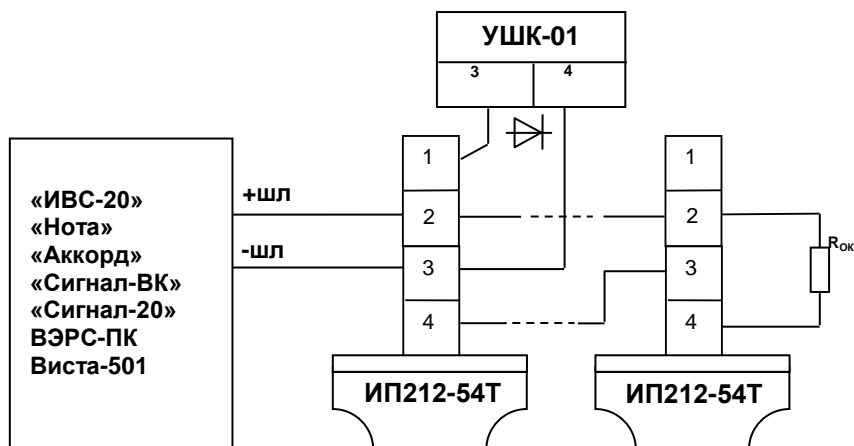 УШК-01
3 4
«ИВС-20»
«Нота»
«Аккорд»
«Сигнал-ВК»
«Сигнал-20»
ВЭРС-ПК
Виста-501
+шл
-шл
1
2
3
4
1
2
3
4
Rок
ИП212-54Т
ИП212-54Т